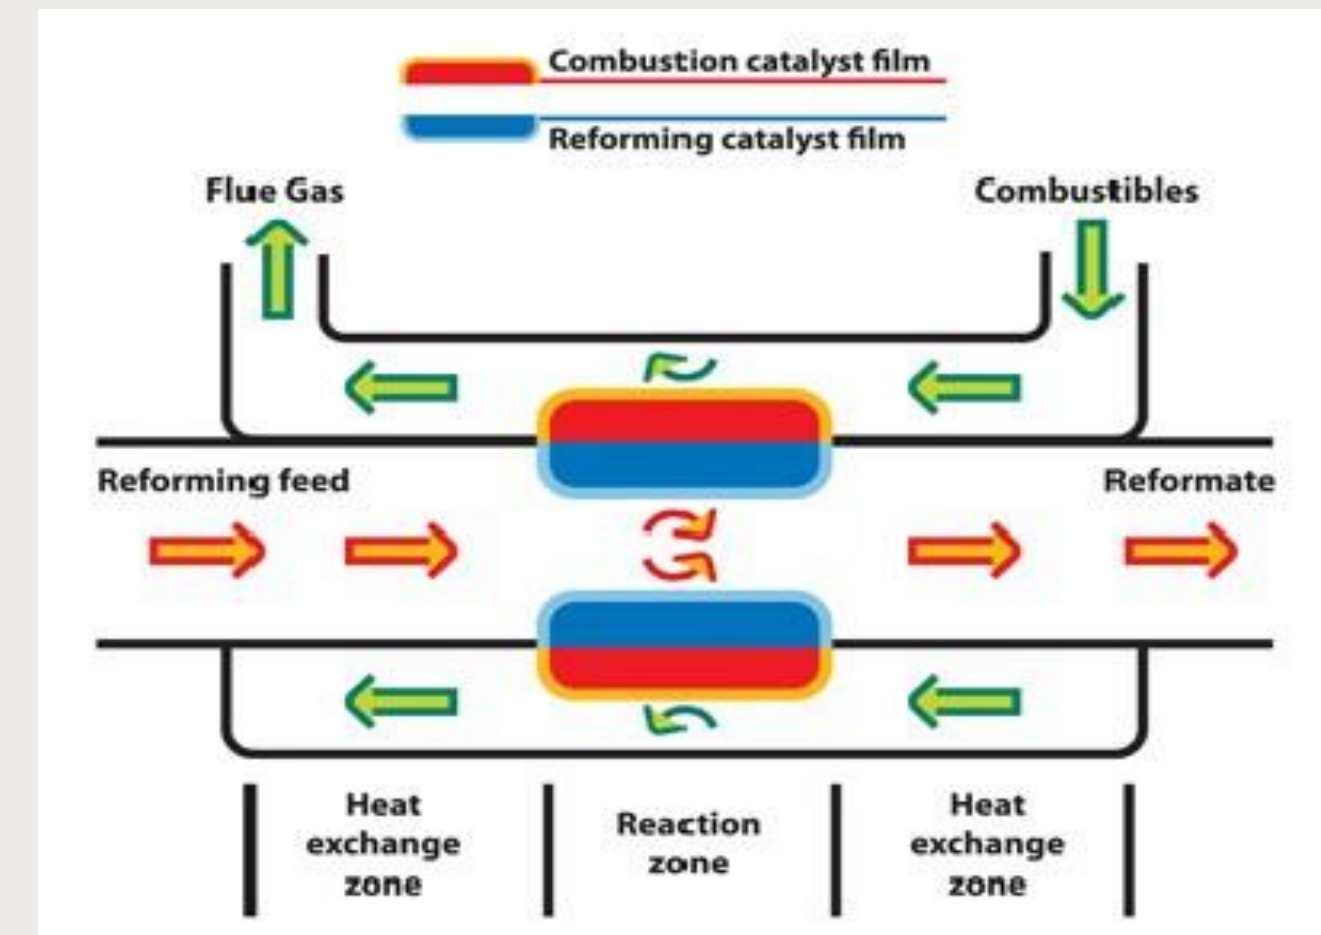 Combustion catalyst film
Reforming catalyst film
Flue Gas
Combustibles
Reforming feed
Reformate
Heat
exchange
zone
Reaction
zone
Heat
exchange
zone